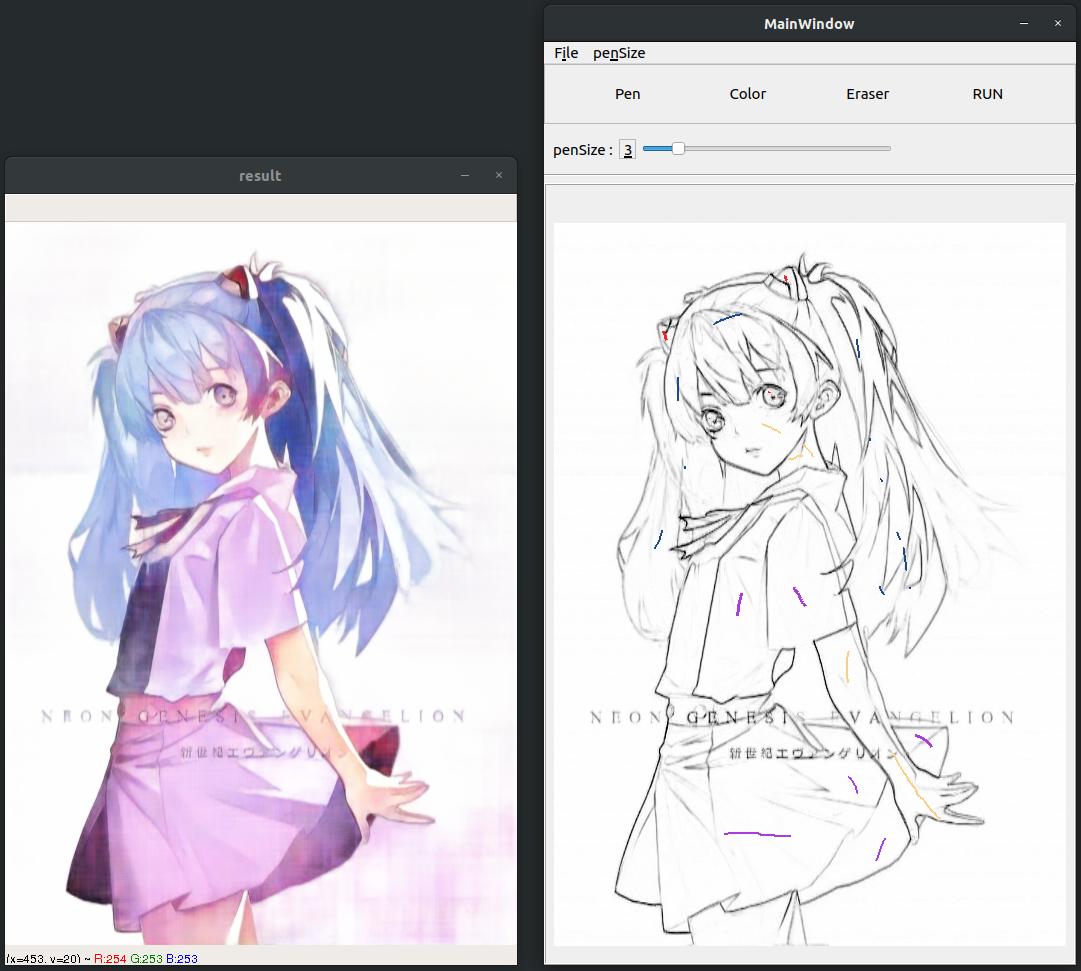 result
(x=453, y=20) ~ R:254 G:253 B:253
NEON GENESIS EVANGELION
新世紀エヴァンゲリオン
MainWindow
File penSize
Pen Color Eraser RUN
penSize : 3
NEON GENESIS EVANGELION
新世紀エヴァンゲリオン